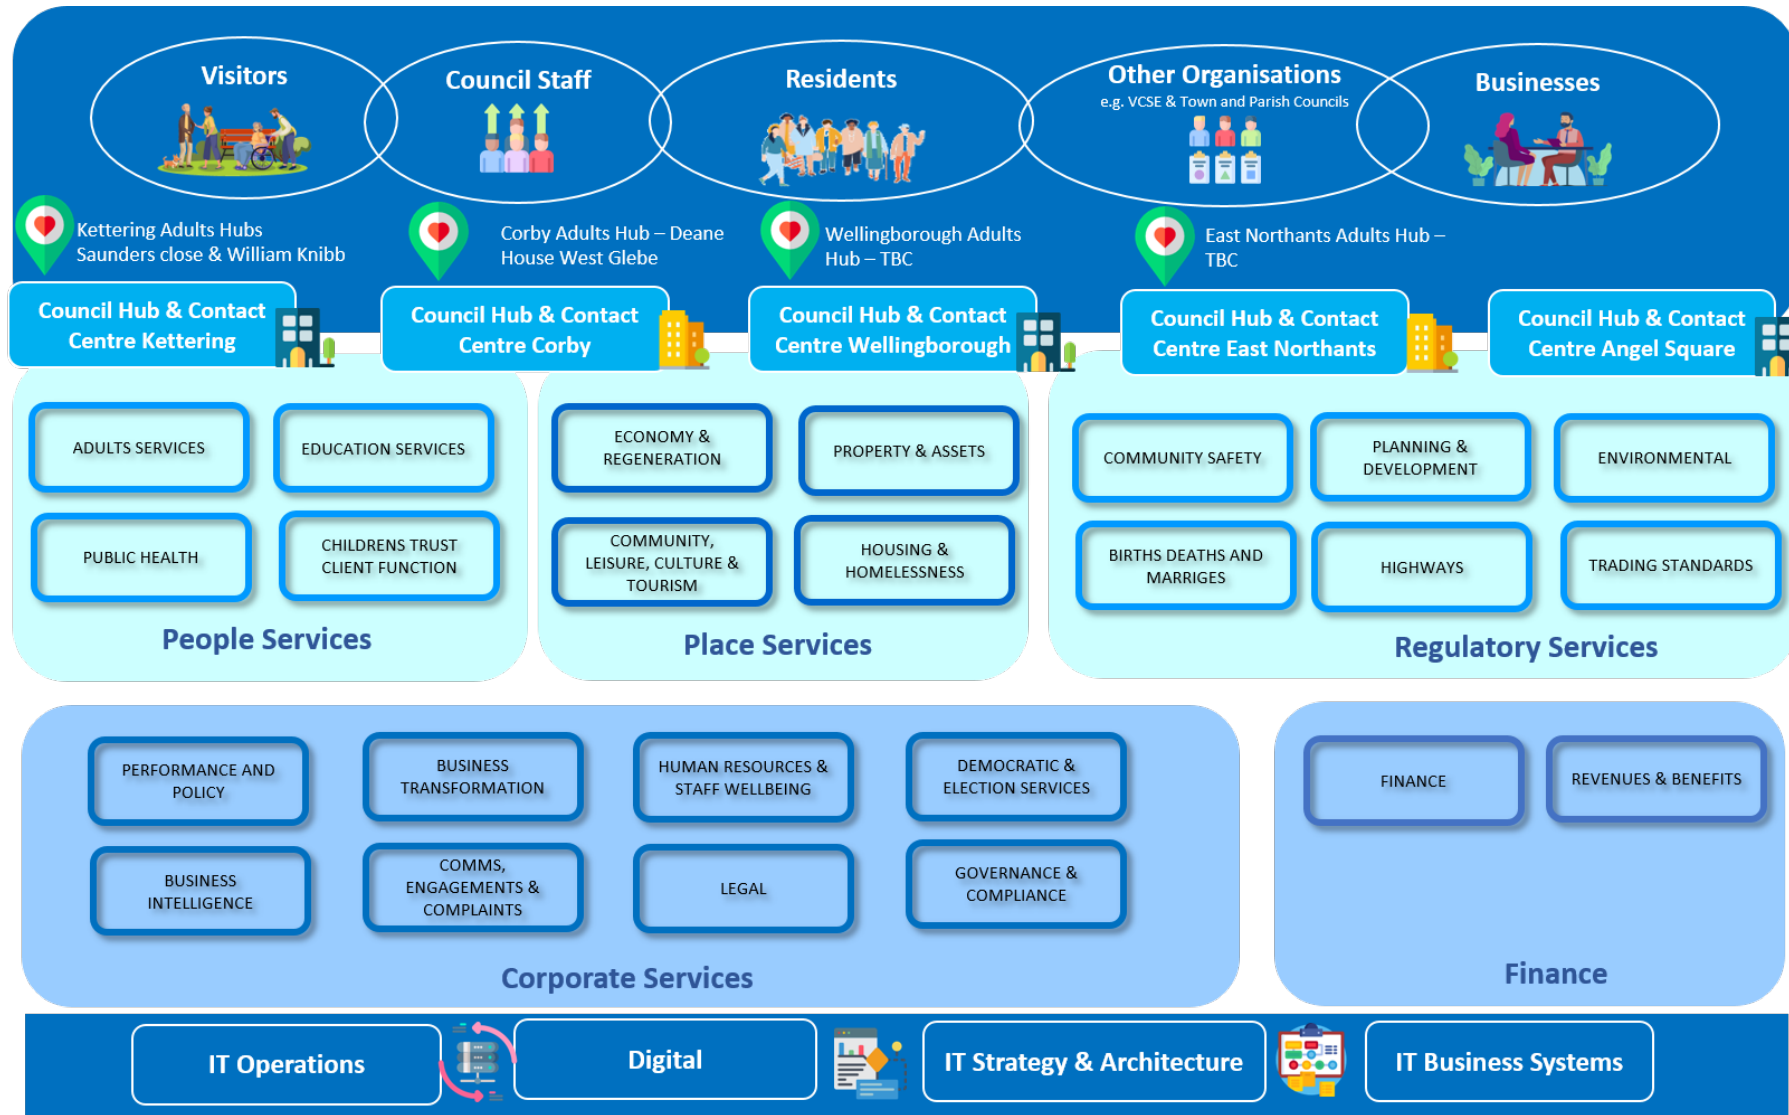 Visitors
Council Staff
Residents
Other Organisations
e.g. VCSE & Town and Parish Councils
Businesses
Kettering Adults Hubs
Saunders close & William Knibb
Corby Adults Hub – Deane
House West Glebe
Wellingborough Adults
Hub – TBC
East Northants Adults Hub –
TBC
Council Hub & Contact
Centre Kettering
Council Hub & Contact
Centre Corby
Council Hub & Contact
Centre Wellingborough
Council Hub & Contact
Centre East Northants
Council Hub & Contact
Centre Angel Square
ADULTS SERVICES
EDUCATION SERVICES
PUBLIC HEALTH
CHILDRENS TRUST
CLIENT FUNCTION
People Services
ECONOMY &
REGENERATION
PROPERTY & ASSETS
COMMUNITY,
LEISURE, CULTURE &
TOURISM
HOUSING &
HOMELESSNESS
Place Services
COMMUNITY SAFETY
PLANNING &
DEVELOPMENT
ENVIRONMENTAL
BIRTHS DEATHS AND
MARRIGES
HIGHWAYS
TRADING STANDARDS
Regulatory Services
PERFORMANCE AND
POLICY
BUSINESS
TRANSFORMATION
HUMAN RESOURCES &
STAFF WELLBEING
DEMOCRATIC &
ELECTION SERVICES
BUSINESS
INTELLIGENCE
COMMS,
ENGAGEMENTS &
COMPLAINTS
LEGAL
GOVERNANCE &
COMPLIANCE
Corporate Services
FINANCE
REVENUES & BENEFITS
Finance
IT Operations
Digital
IT Strategy & Architecture
IT Business Systems